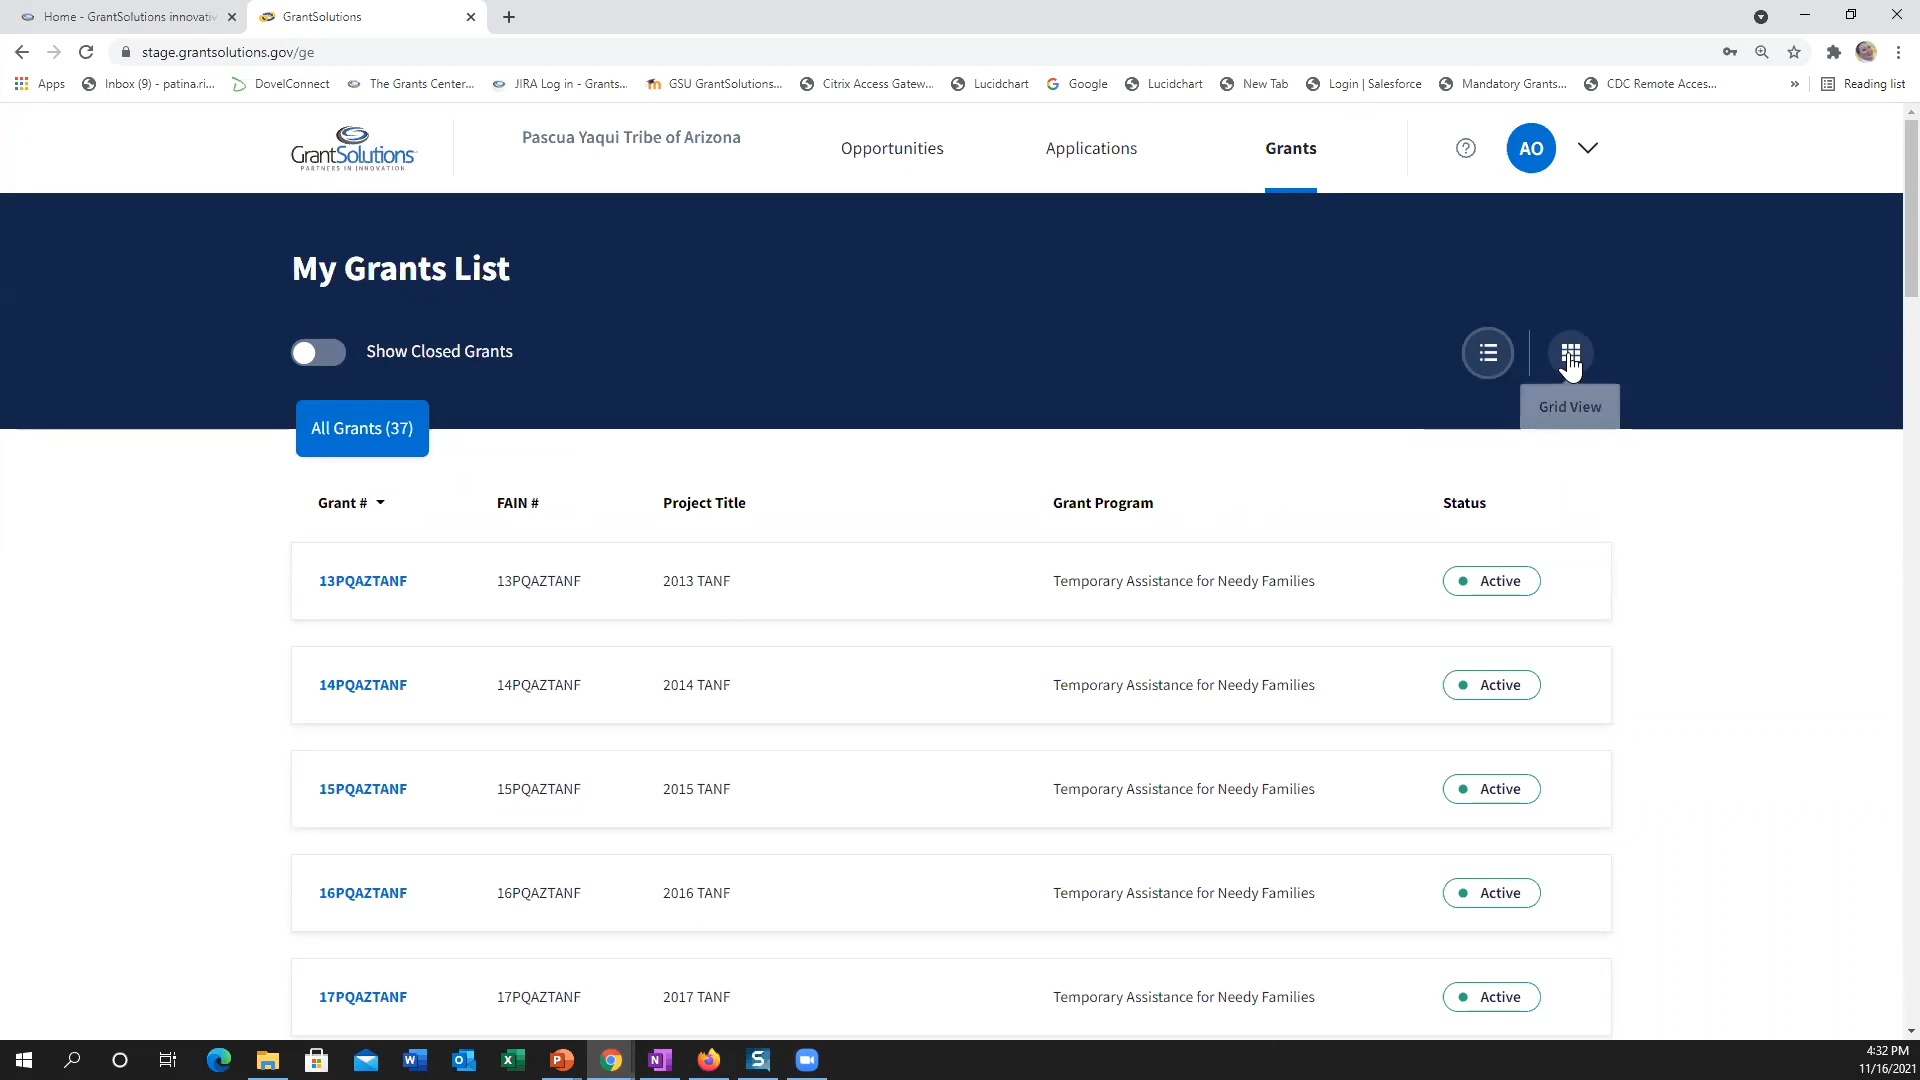 Home - GrantSolutions innovativ
GrantSolutions
stage.grantsolutions.gov/ge
Apps
Inbox (9) - patina.ri...
DovelConnect
The Grants Center...
JIRA Log in - Grants...
GSU GrantSolutions...
Citrix Access Gatew...
Lucidchart
Google
Lucidchart
New Tab
Login | Salesforce
Mandatory Grants...
CDC Remote Acces...
»
Reading list
GrantSolutions
PARTNERS IN INNOVATION
Pascua Yaqui Tribe of Arizona
Opportunities
Applications
Grants
?
AO
My Grants List
Show Closed Grants
Grid View
All Grants (37)
Grant # FAIN # Project Title Grant Program Status
13PQAZTANF 13PQAZTANF 2013 TANF Temporary Assistance for Needy Families Active
14PQAZTANF 14PQAZTANF 2014 TANF Temporary Assistance for Needy Families Active
15PQAZTANF 15PQAZTANF 2015 TANF Temporary Assistance for Needy Families Active
16PQAZTANF 16PQAZTANF 2016 TANF Temporary Assistance for Needy Families Active
17PQAZTANF 17PQAZTANF 2017 TANF Temporary Assistance for Needy Families Active
4:32 PM
11/16/2021